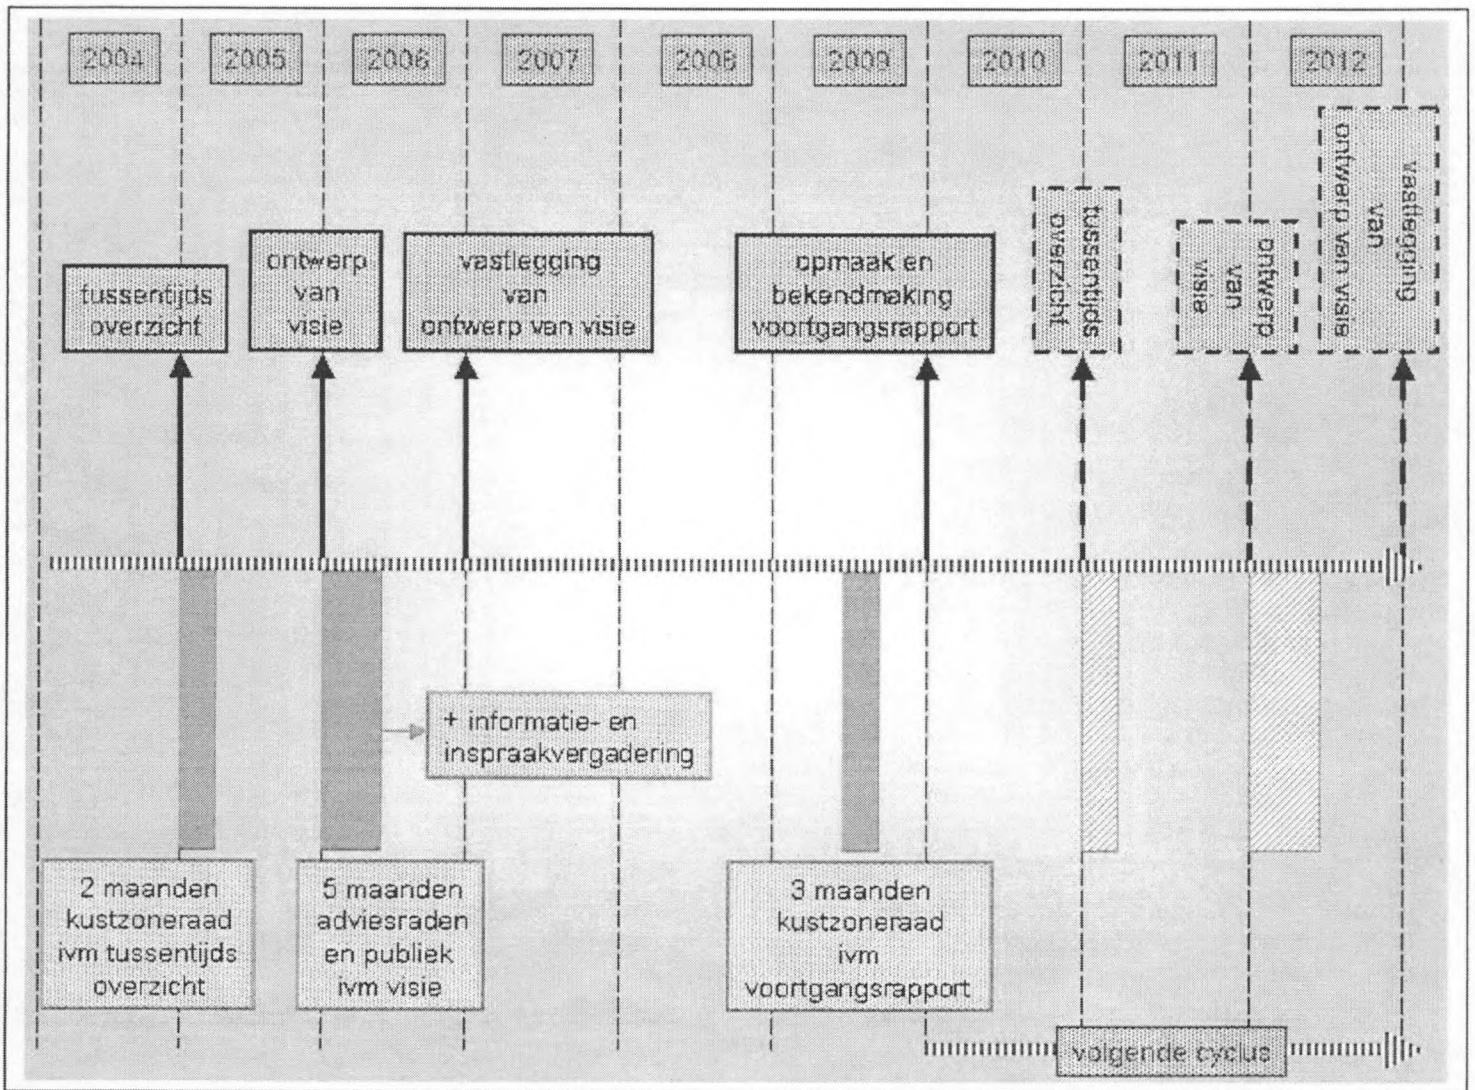 2004
2005
2006
2007
2008
2009
2010
2011
2012
tussentijds
overzicht
ontwerp
van
visie
vastlegging
van
ontwerp van visie
opmaak en
bekendmaking
voortgangsrapport
tussentijds
overzicht
ontwerp
van
visie
vastlegging
van
ontwerp van visie
+ informatie- en
inspraakvergadering
2 maanden
kustzoneraad
ivm tussentijds
overzicht
5 maanden
adviesraden
en publiek
ivm visie
3 maanden
kustzoneraad
ivm
voortgangsrapport
volgende cyclus